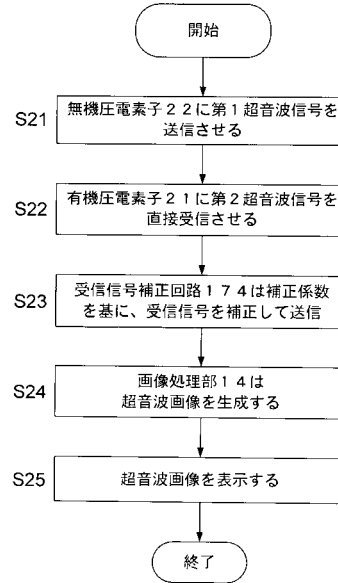 開始
S21
無機圧電素子22に第1超音波信号を
送信させる
S22
有機圧電素子21に第2超音波信号を
直接受信させる
S23
受信信号補正回路174は補正係数
を基に、受信信号を補正して送信
S24
画像処理部14は
超音波画像を生成する
S25
超音波画像を表示する
終了